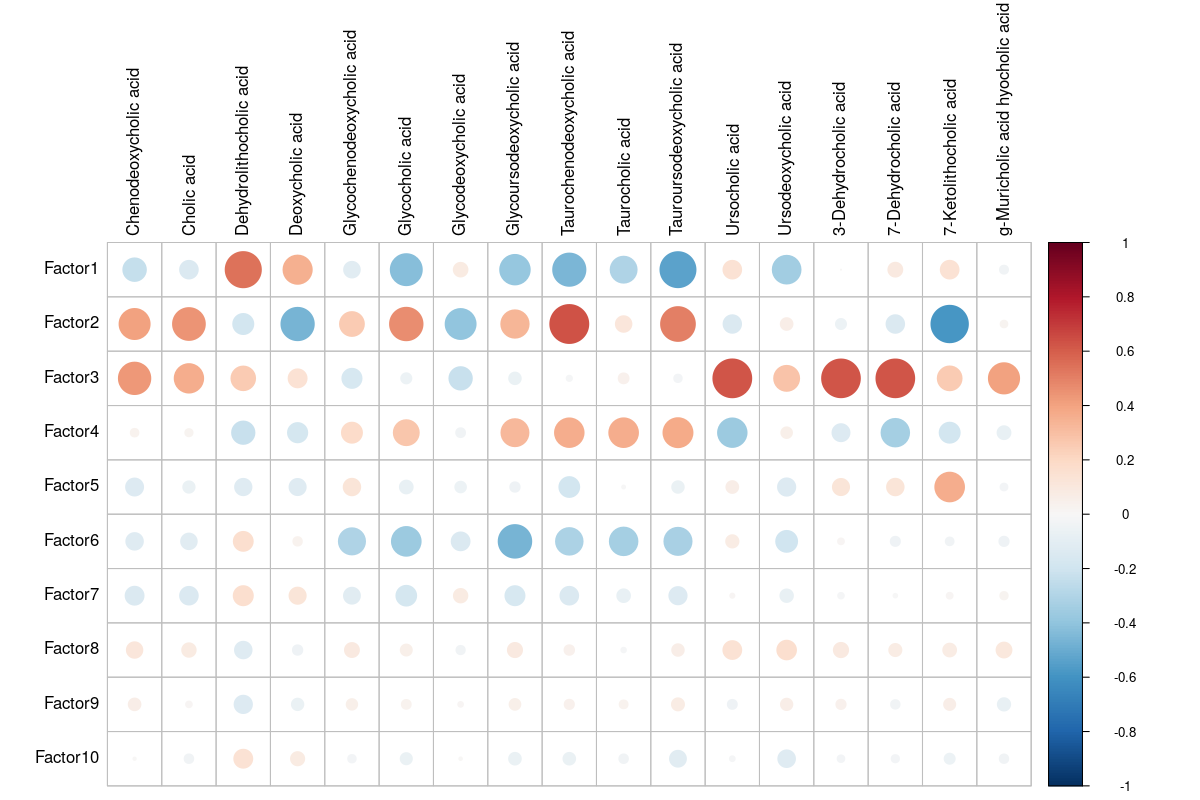 Chenodeoxycholic acid
Cholic acid
Dehydrolithocholic acid
Deoxycholic acid
Glycochenodeoxycholic acid
Glycocholic acid
Glycodeoxycholic acid
Glycoursodeoxycholic acid
Taurochenodeoxycholic acid
Taurocholic acid
Tauroursodeoxycholic acid
Ursocholic acid
Ursodeoxycholic acid
3-Dehydrocholic acid
7-Dehydrocholic acid
7-Ketolithocholic acid
g-Muricholic acid hyocholic acid
Factor1
Factor2
Factor3
Factor4
Factor5
Factor6
Factor7
Factor8
Factor9
Factor10
1
0.8
0.6
0.4
0.2
0
-0.2
-0.4
-0.6
-0.8
-1